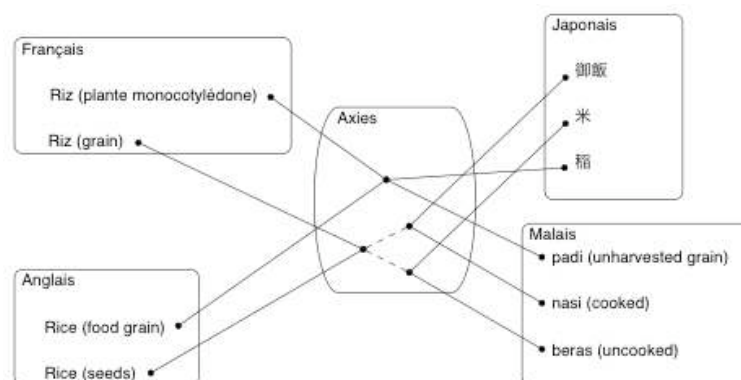 Français
Riz (plante monocotylédone)
Riz (grain)
Axies
Japonais
御飯
米
稲
Anglais
Rice (food grain)
Rice (seeds)
Malais
padi (unharvested grain)
nasi (cooked)
beras (uncooked)